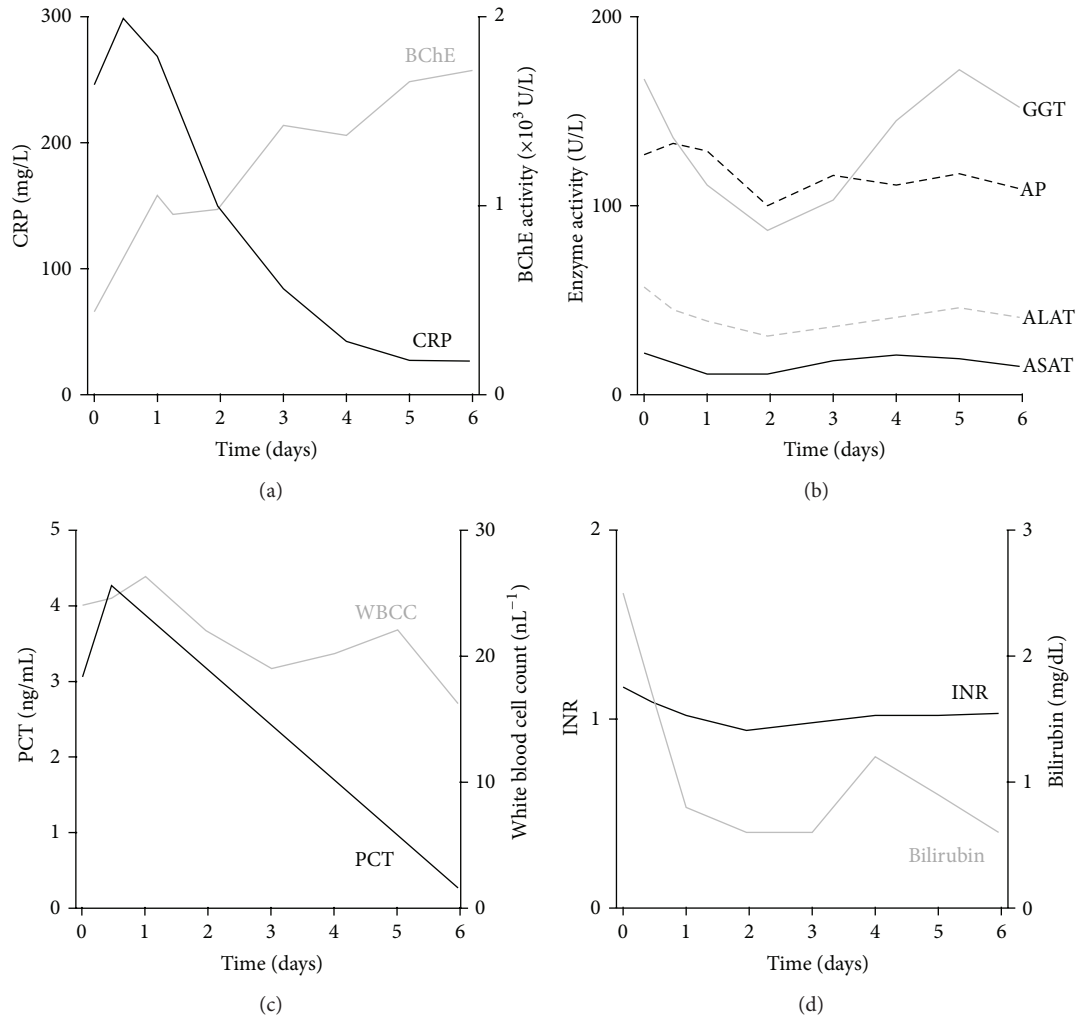 300
200
100
0
CRP (mg/L)
2
1
0
BChE activity (×10³ U/L)
BChE
CRP
0 1 2 3 4 5 6
Time (days)
(a)
200
100
0
Enzyme activity (U/L)
GGT
AP
ALAT
ASAT
0 1 2 3 4 5 6
Time (days)
(b)
5
4
3
2
1
0
PCT (ng/mL)
30
20
10
0
White blood cell count (nL⁻¹)
WBCC
PCT
0 1 2 3 4 5 6
Time (days)
(c)
2
1
0
INR
3
2
1
0
Bilirubin (mg/dL)
INR
Bilirubin
0 1 2 3 4 5 6
Time (days)
(d)